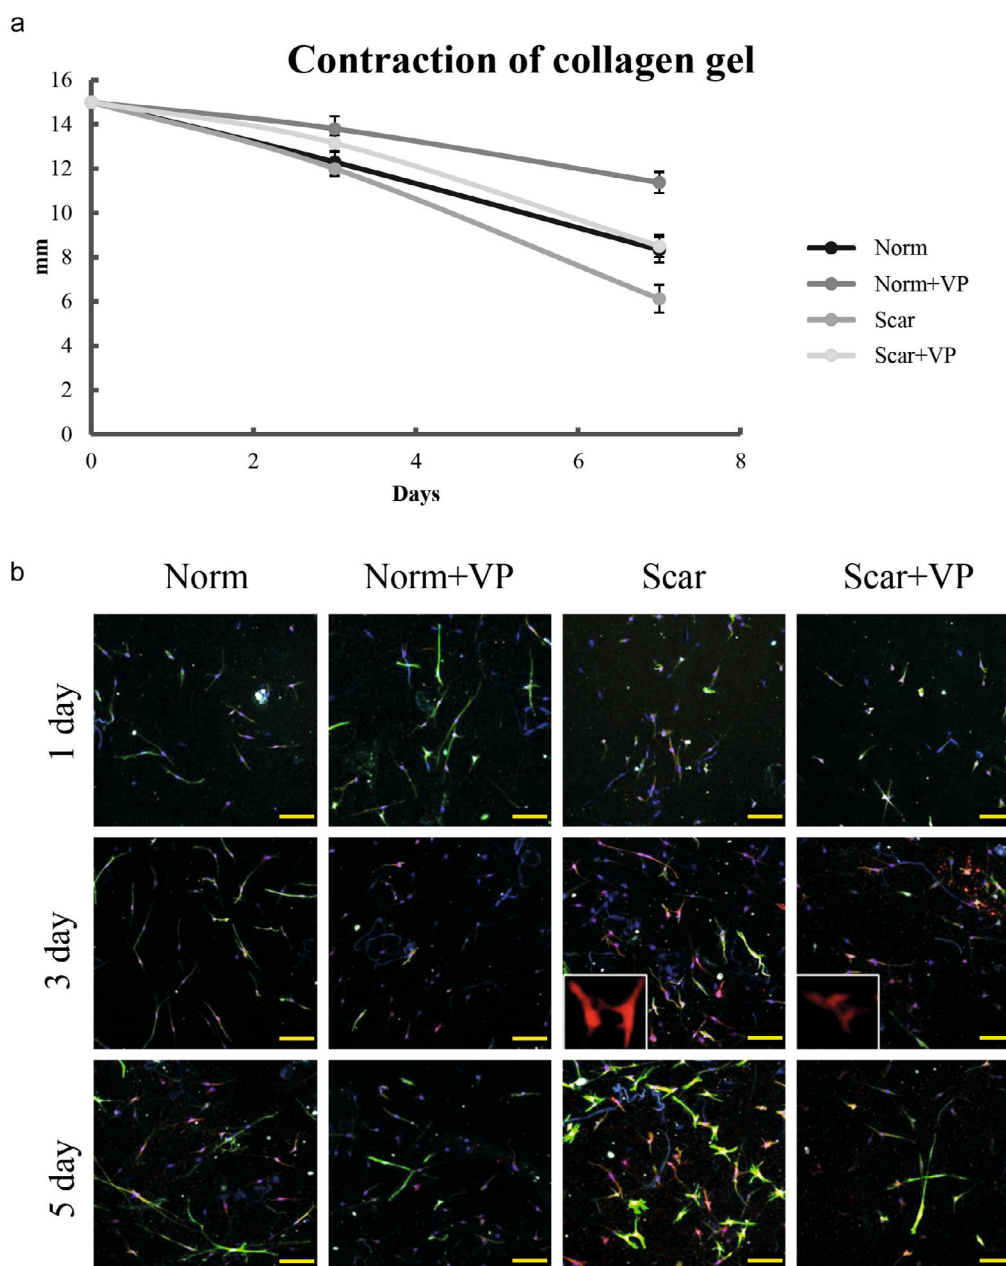 a
Contraction of collagen gel
16
14
12
10
8
6
4
2
0
mm
0 2 4 6 8
Days
Norm
Norm+VP
Scar
Scar+VP
b
Norm Norm+VP Scar Scar+VP
1 day
3 day
5 day